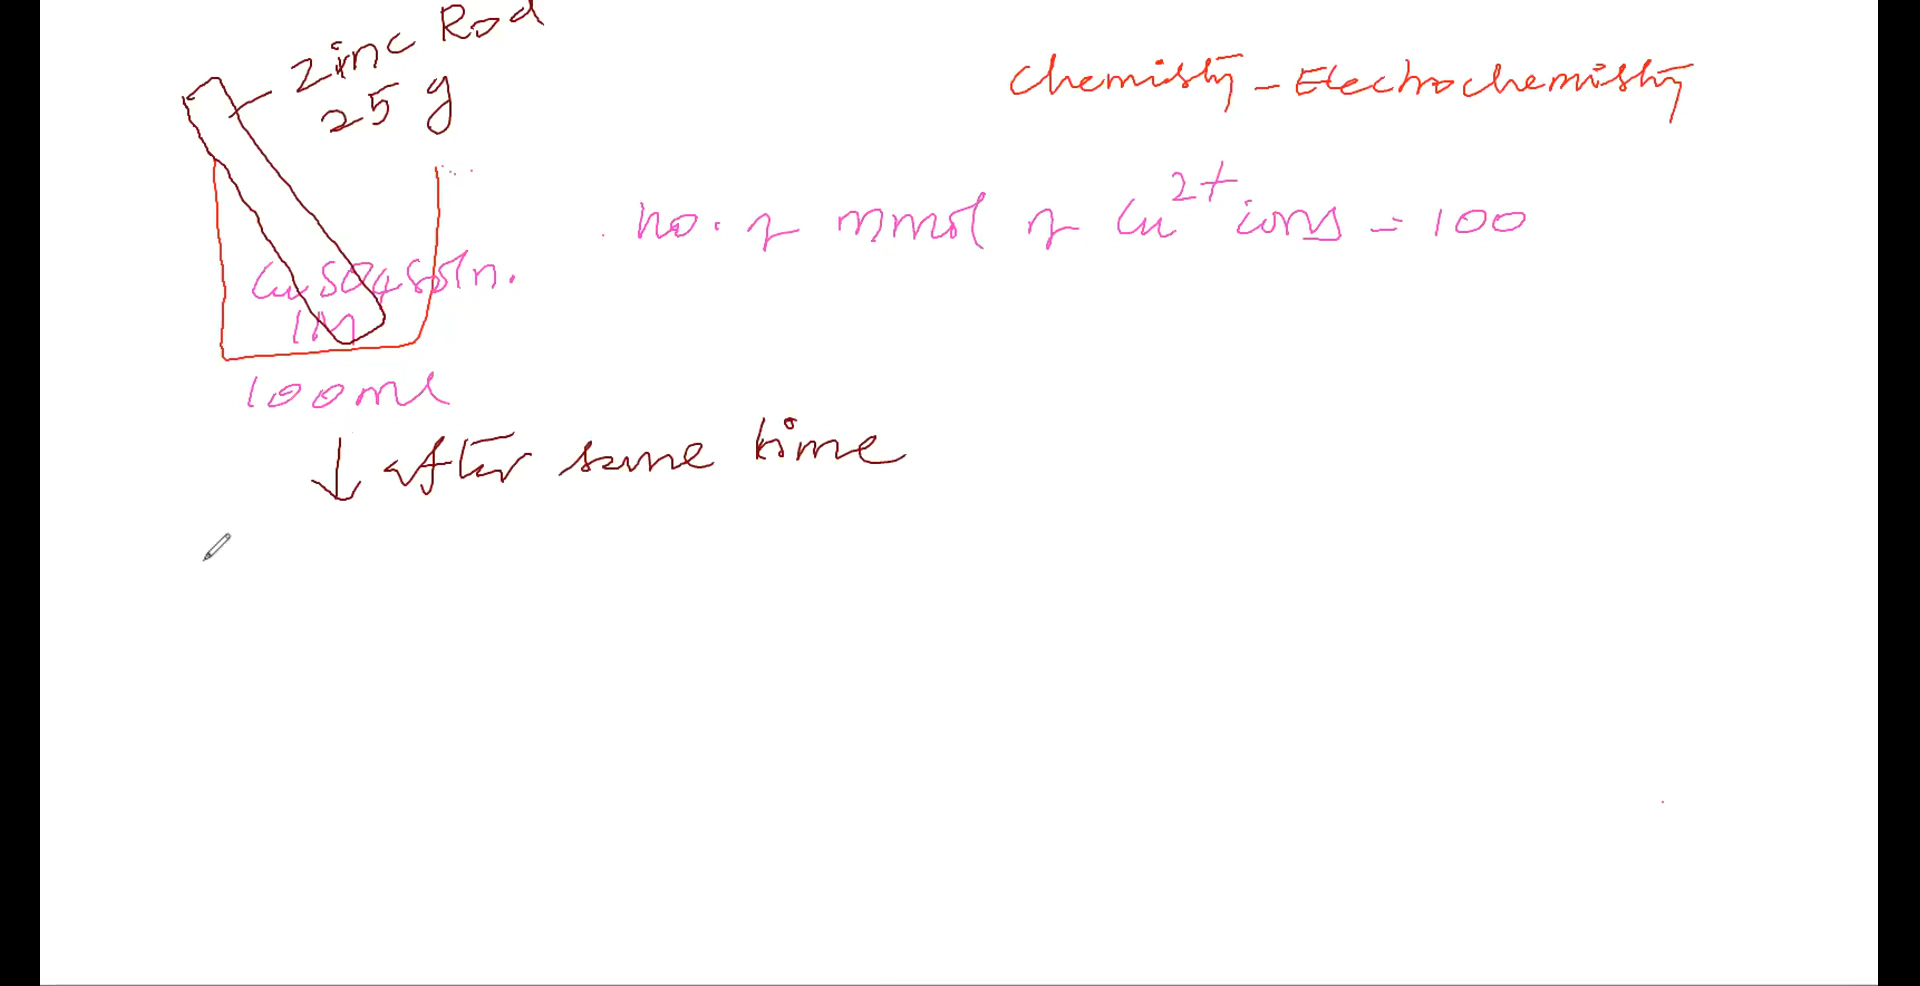 Zinc Rod
25 g
Chemistry - Electrochemistry
no. of mmol of Cu2+ ions = 100
CuSO4 Soln.
1M
100ml
↓ after some time